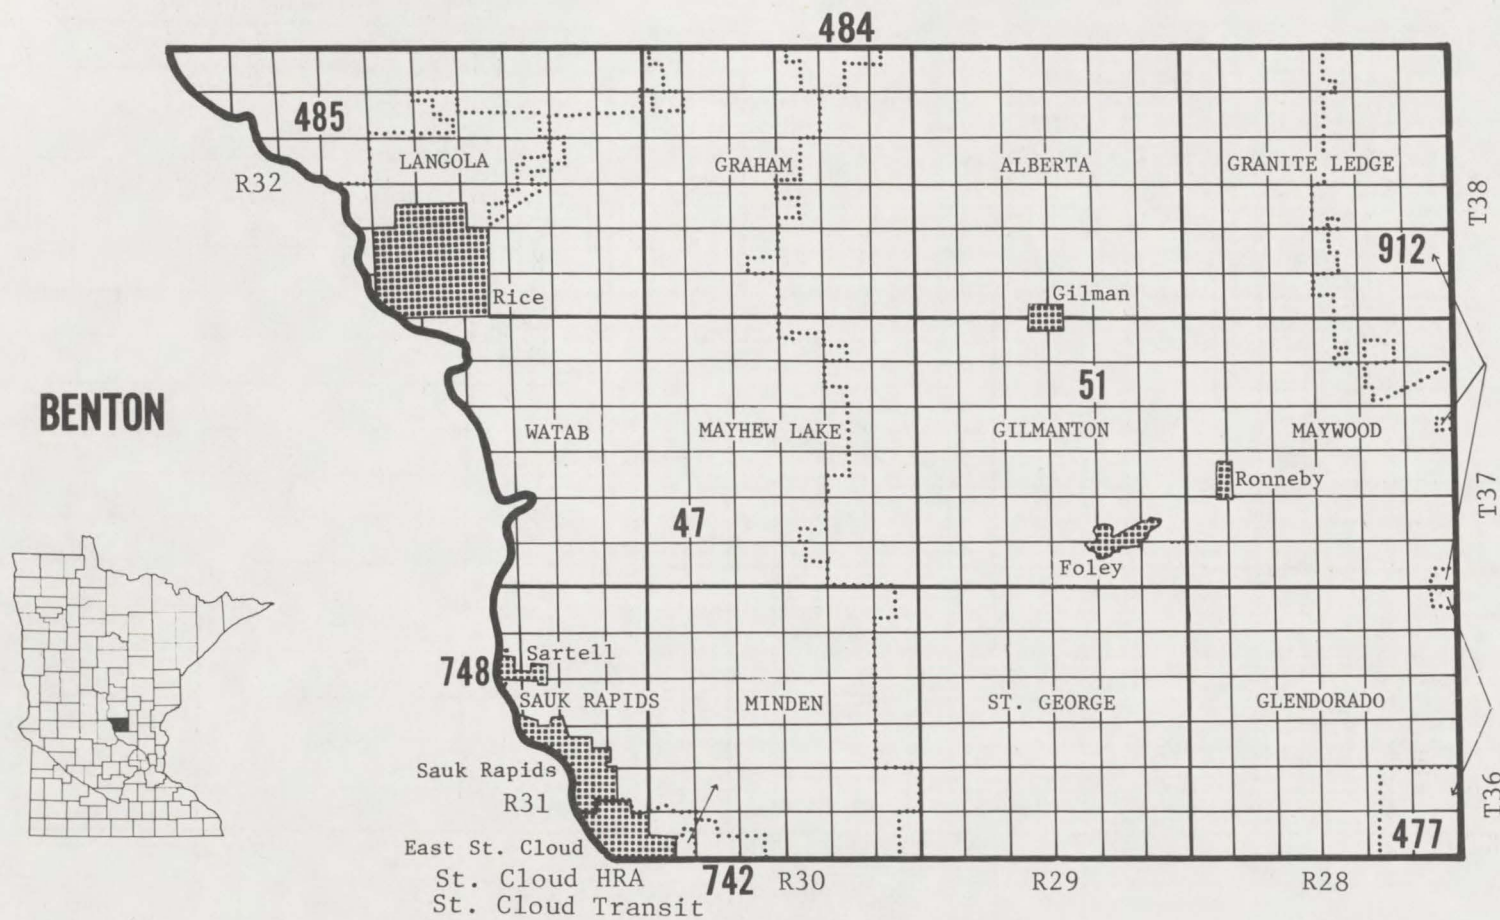 484
485
LANGOLA
GRAHAM
ALBERTA
GRANITE LEDGE
R32
T38
912
Rice
Gilman
51
BENTON
WATAB
MAYHEW LAKE
GILMANTON
MAYWOOD
Ronneby
T37
47
Foley
Sartell
748
SAUK RAPIDS
MINDEN
ST. GEORGE
GLENDORADO
Sauk Rapids
R31
T36
477
East St. Cloud
St. Cloud HRA
742
R30
R29
R28
St. Cloud Transit